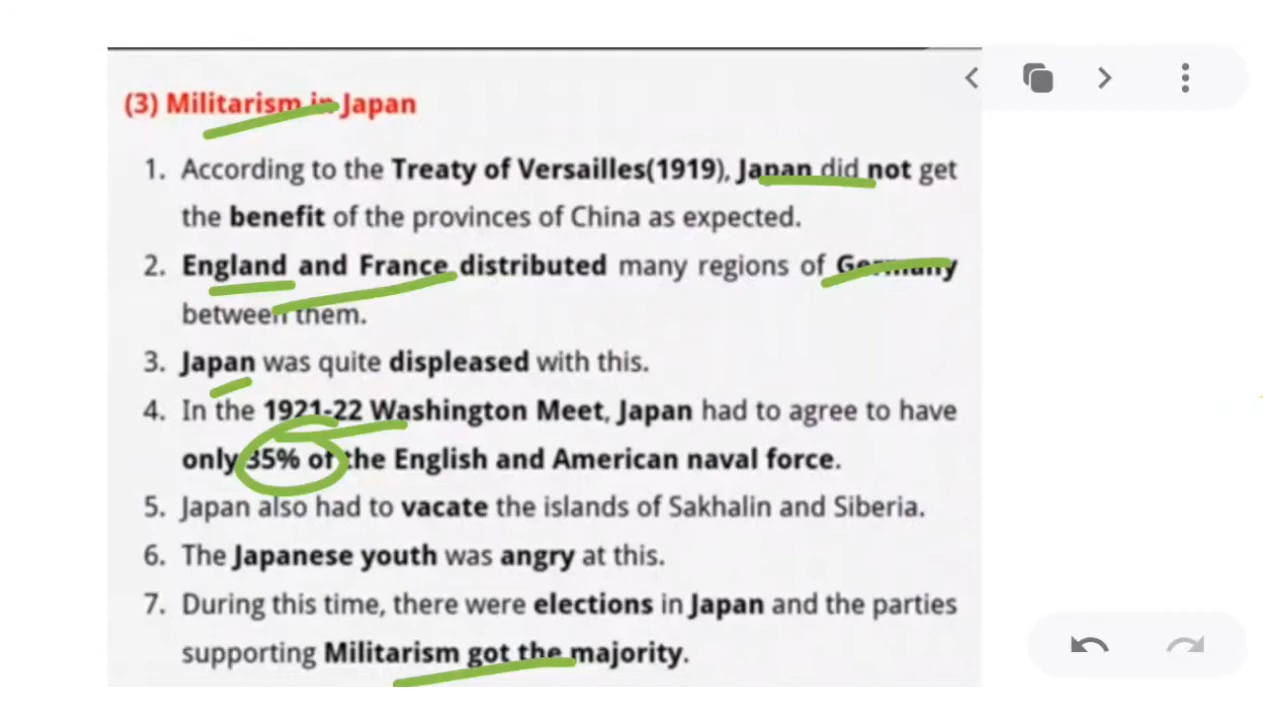 (3) Militarism in Japan
1. According to the Treaty of Versailles(1919), Japan did not get
the benefit of the provinces of China as expected.
2. England and France distributed many regions of Germany
between them.
3. Japan was quite displeased with this.
4. In the 1921-22 Washington Meet, Japan had to agree to have
only 35% of the English and American naval force.
5. Japan also had to vacate the islands of Sakhalin and Siberia.
6. The Japanese youth was angry at this.
7. During this time, there were elections in Japan and the parties
supporting Militarism got the majority.